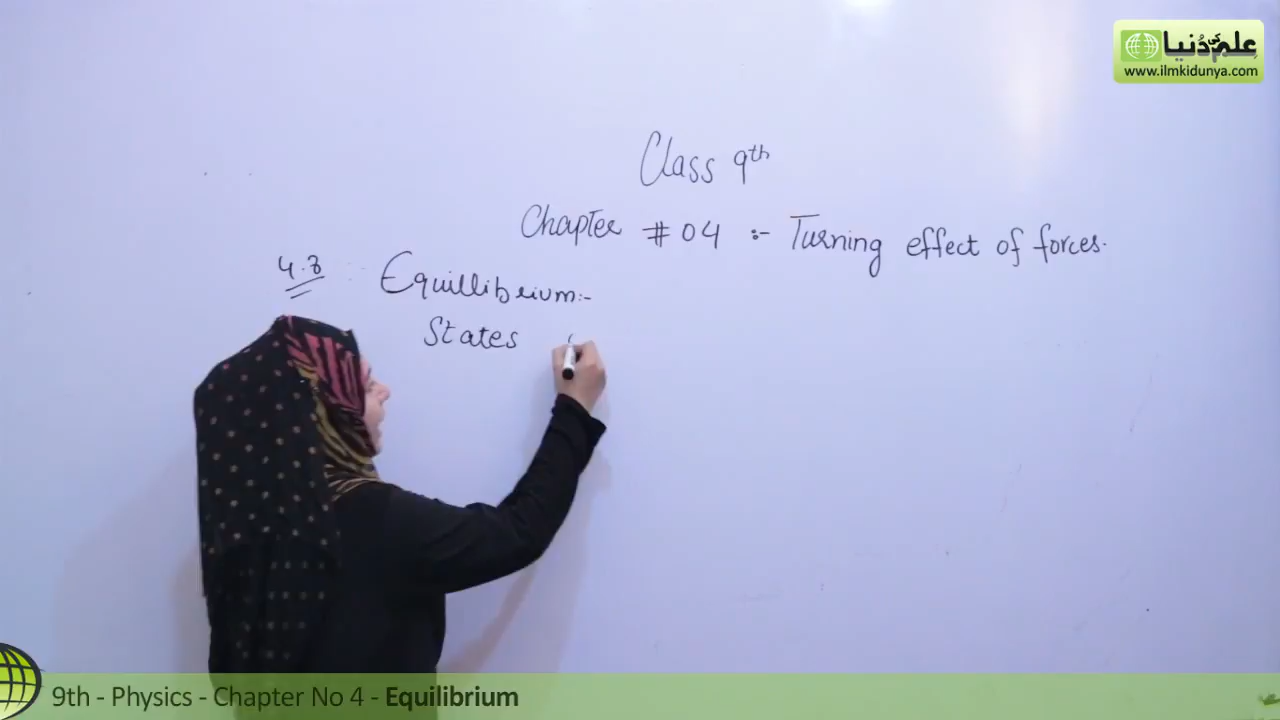 علم کی دنیا
www.ilmkidunya.com
Class 9th
Chapter # 04 :- Turning effect of forces.
4.8 Equillibrium:-
States
9th - Physics - Chapter No 4 - Equilibrium